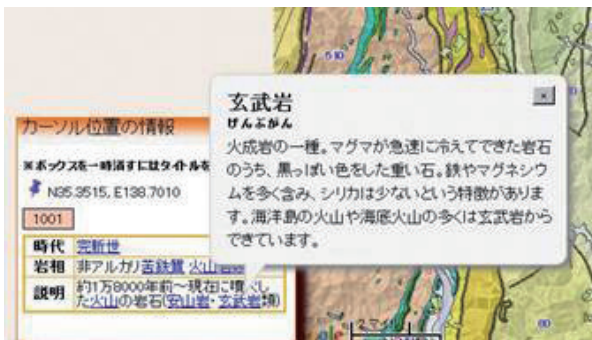 510
玄武岩
げんぶがん
火成岩の一種。マグマが急速に冷えてできた岩石
のうち、黒っぽい色をした重い石。鉄やマグネシウ
ムを多く含み、シリカは少ないという特徴がありま
す。海洋島の火山や海底火山の多くは玄武岩から
できています。
カーソル位置の情報
※ボックスを一時消すにはタイトルを
N35.3515, E138.7010
1001
時代 完新世
岩相 非アルカリ苦鉄質 火山
説明 約1万8000年前～現在に噴
た火山の岩石(安山岩・玄武岩類)
2マイル
60